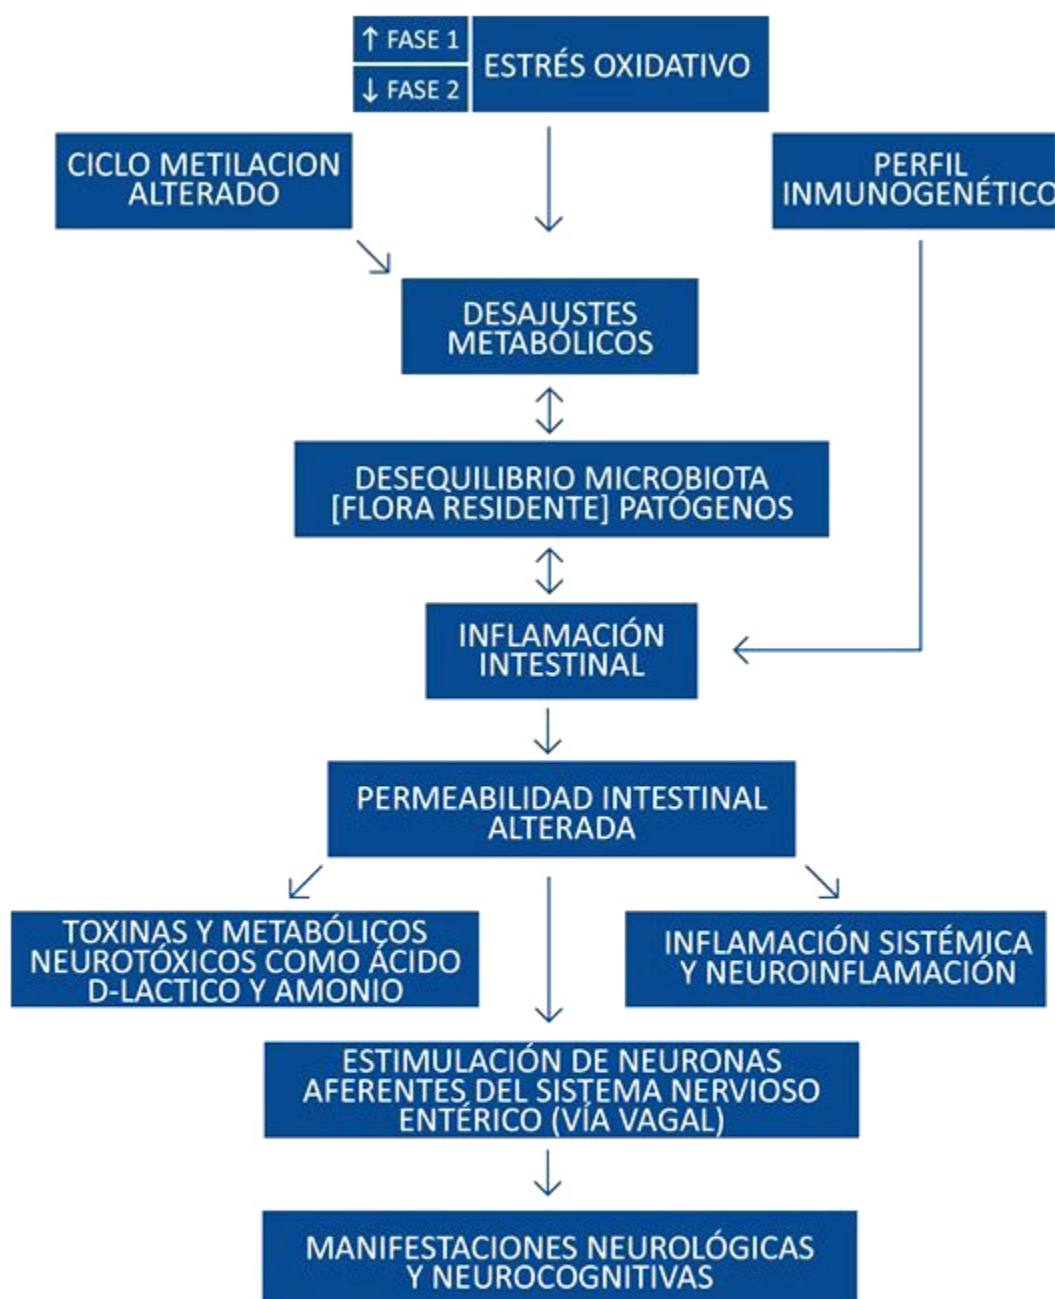 ↑ FASE 1
↓ FASE 2
ESTRÉS OXIDATIVO
CICLO METILACION
ALTERADO
PERFIL
INMUNOGENÉTICO
DESAJUSTES
METABÓLICOS
DESEQUILIBRIO MICROBIOTA
[FLORA RESIDENTE] PATÓGENOS
INFLAMACIÓN
INTESTINAL
PERMEABILIDAD INTESTINAL
ALTERADA
TOXINAS Y METABÓLICOS
NEUROTÓXICOS COMO ÁCIDO
D-LACTICO Y AMONIO
INFLAMACIÓN SISTÉMICA
Y NEUROINFLAMACIÓN
ESTIMULACIÓN DE NEURONAS
AFERENTES DEL SISTEMA NERVIOSO
ENTÉRICO (VÍA VAGAL)
MANIFESTACIONES NEUROLÓGICAS
Y NEUROCOGNITIVAS